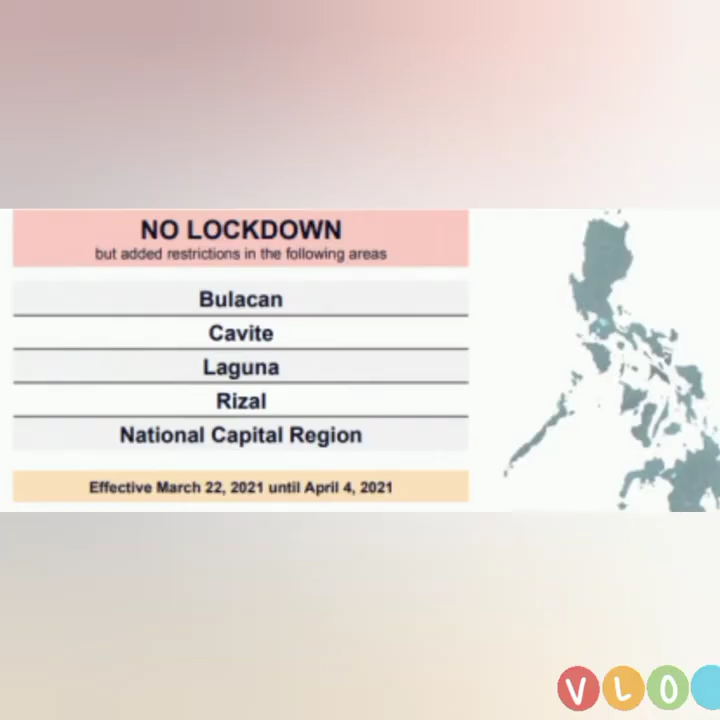 NO LOCKDOWN
but added restrictions in the following areas
Bulacan
Cavite
Laguna
Rizal
National Capital Region
Effective March 22, 2021 until April 4, 2021
VLO